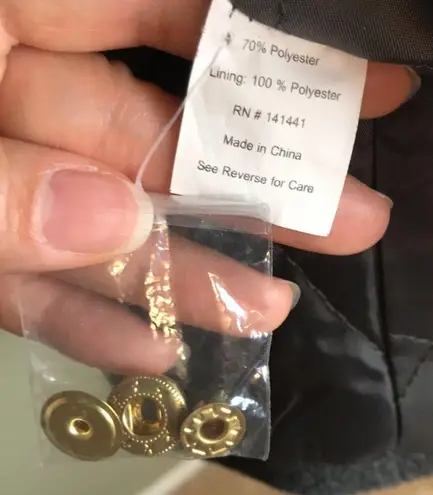 70% Polyester
Lining: 100 % Polyester
RN # 141441
Made in China
See Reverse for Care